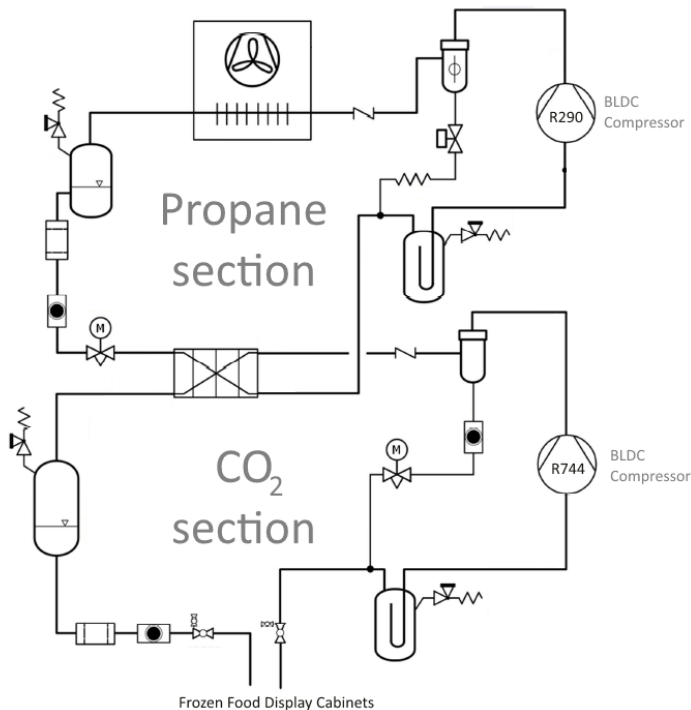 R290
BLDC
Compressor
Propane
section
M
M
CO2
section
R744
BLDC
Compressor
Frozen Food Display Cabinets